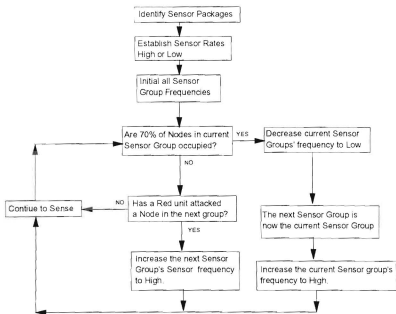 Identify Sensor Packages
Establish Sensor Rates
High or Low
Initial all Sensor
Group Frequencies
Are 70% of Nodes in current
Sensor Group occupied?
YES
Decrease current Sensor
Groups' frequency to Low
NO
Contiue to Sense
NO
Has a Red unit attacked
a Node in the next group?
YES
The next Sensor Group is
now the current Sensor Group
Increase the next Sensor
Group's Sensor frequency
to High.
Increase the current Sensor group's
frequency to High.